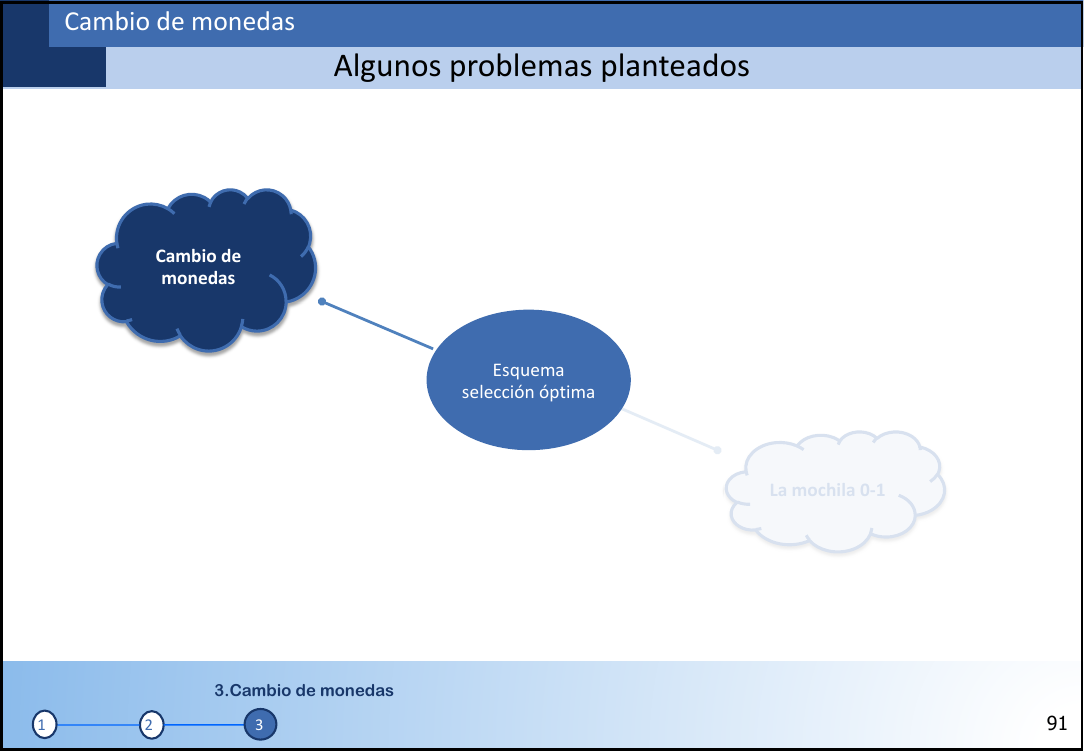 Cambio de monedas
Algunos problemas planteados
Cambio de
monedas
Esquema
selección óptima
La mochila 0-1
3.Cambio de monedas
1
2
3
91